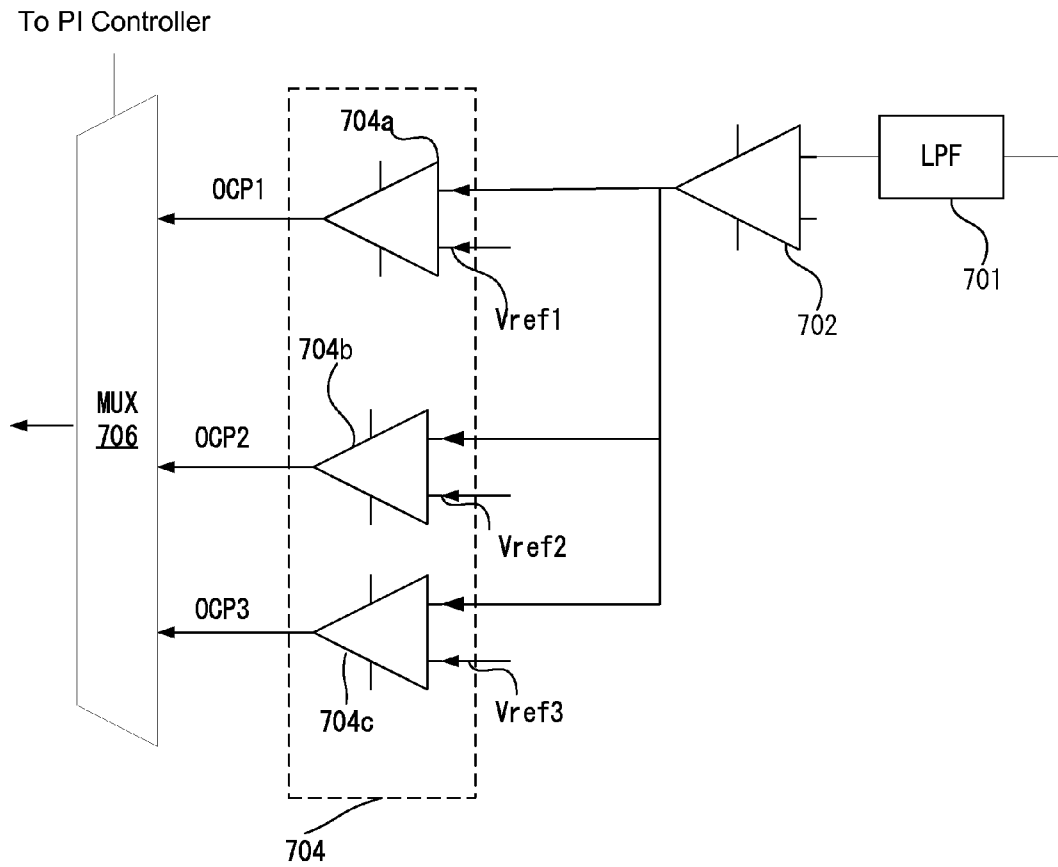 To PI Controller
704a
LPF
OCP1
701
702
Vref1
704b
MUX
706
OCP2
Vref2
OCP3
704c
Vref3
704